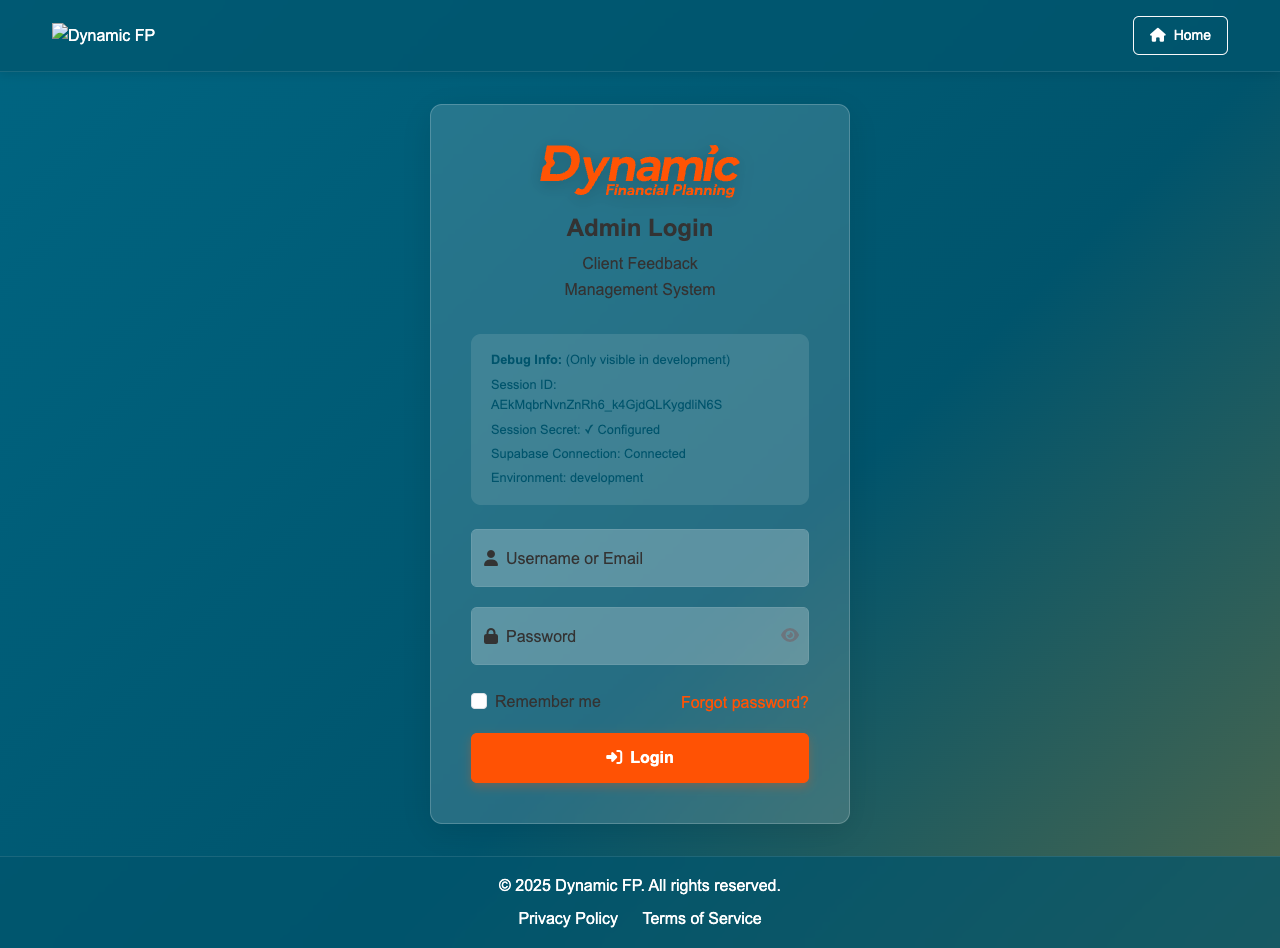 Dynamic FP
Home
Dynamic
Financial Planning
Admin Login
Client Feedback
Management System
Debug Info: (Only visible in development)
Session ID:
AEkMqbrNvnZnRh6_k4GjdQLKygdliN6S
Session Secret: ✓ Configured
Supabase Connection: Connected
Environment: development
Username or Email
Password
Remember me
Forgot password?
Login
© 2025 Dynamic FP. All rights reserved.
Privacy Policy Terms of Service